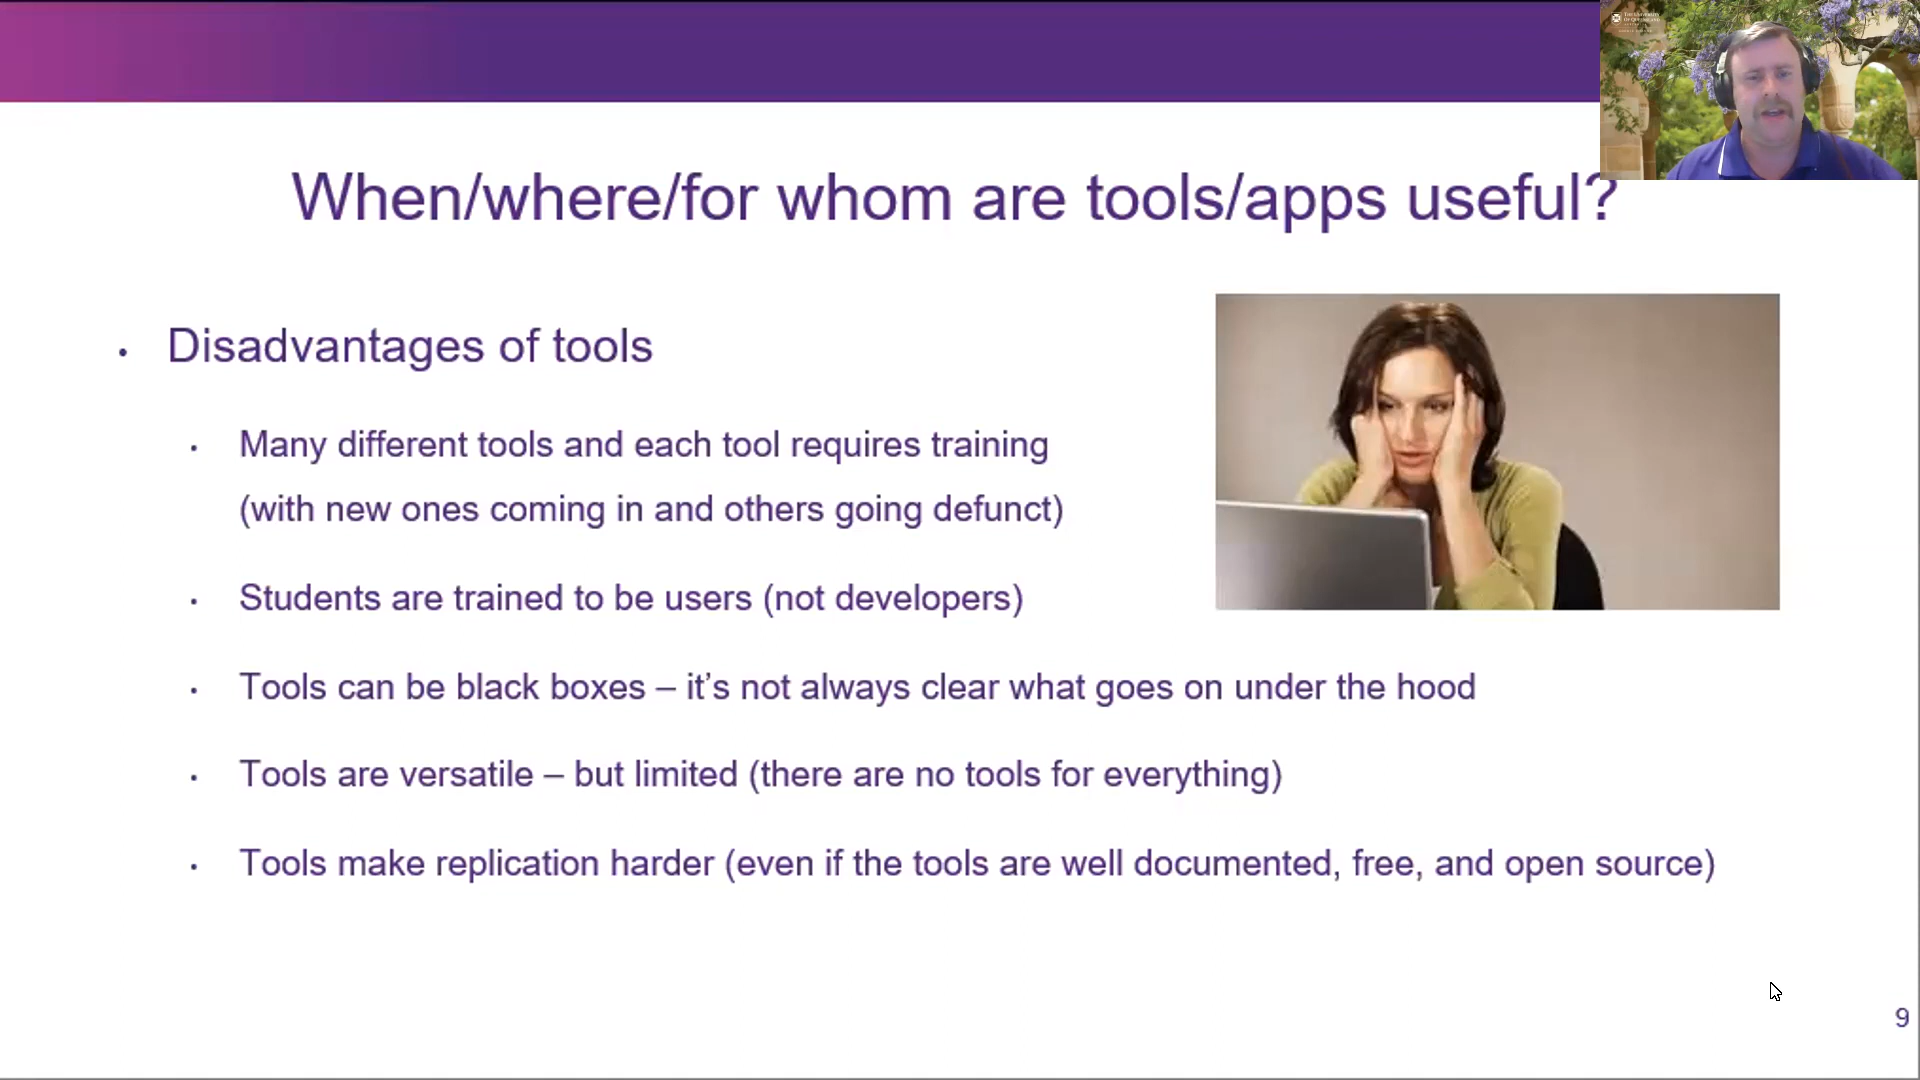 THE UNIVERSITY
OF QUEENSLAND
When/where/for whom are tools/apps useful?
• Disadvantages of tools
• Many different tools and each tool requires training
(with new ones coming in and others going defunct)
• Students are trained to be users (not developers)
• Tools can be black boxes – it’s not always clear what goes on under the hood
• Tools are versatile – but limited (there are no tools for everything)
• Tools make replication harder (even if the tools are well documented, free, and open source)
9